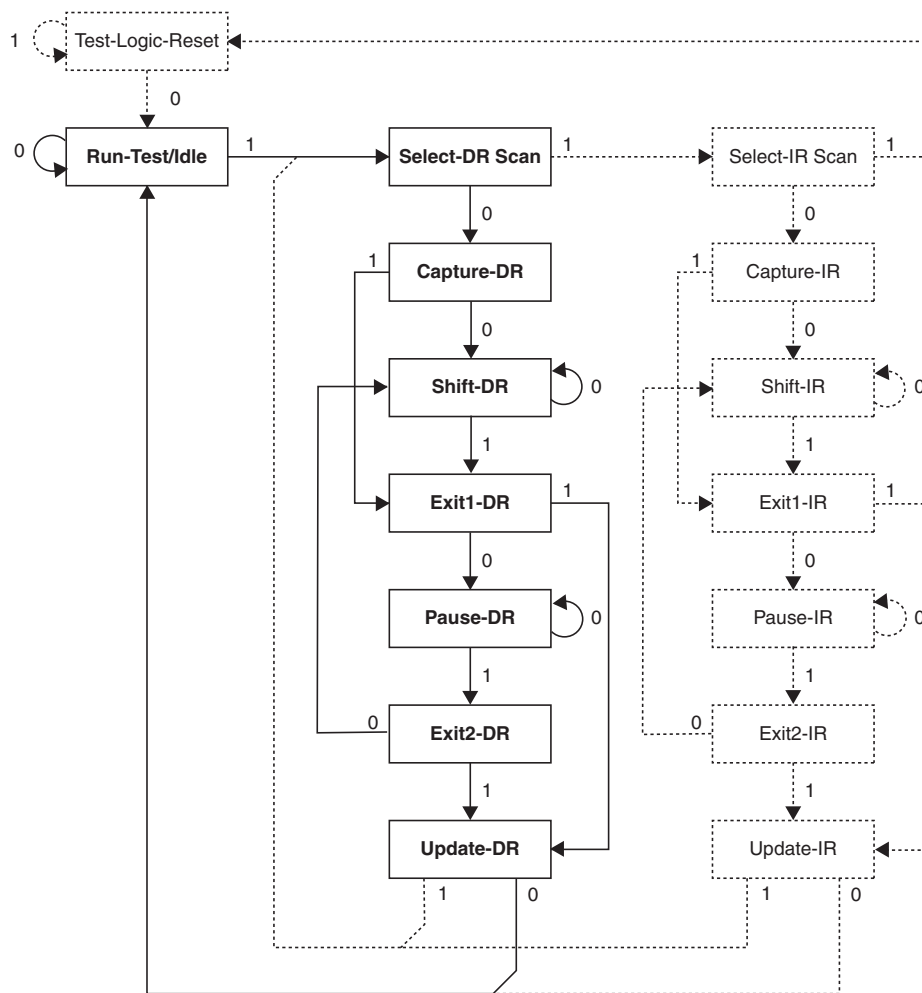 1 Test-Logic-Reset
0
0 Run-Test/Idle 1 Select-DR Scan 1 Select-IR Scan 1
0 0
1 Capture-DR 1 Capture-IR
0 0
Shift-DR 0 Shift-IR 0
1 1
Exit1-DR 1 Exit1-IR 1
0 0
Pause-DR 0 Pause-IR 0
1 1
0 Exit2-DR 0 Exit2-IR
1 1
Update-DR Update-IR
1 0 1 0